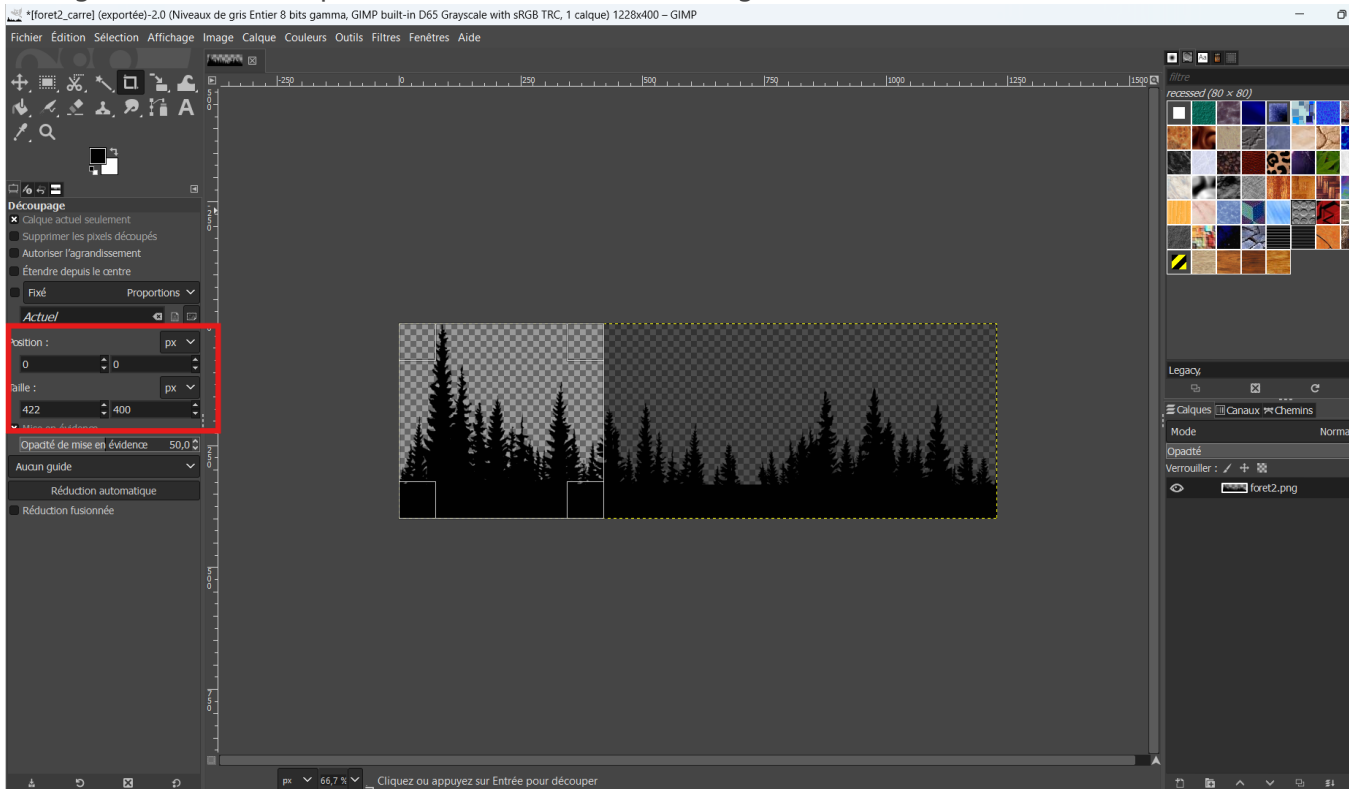 *[foret2_carre] (exportée)-2.0 (Niveaux de gris Entier 8 bits gamma, GIMP built-in D65 Grayscale with sRGB TRC, 1 calque) 1228x400 – GIMP
Fichier Édition Sélection Affichage Image Calque Couleurs Outils Filtres Fenêtres Aide
-250 0 250 500 750 1000 1250 1500
filtre
recessed (80 × 80)
Découpage
Calque actuel seulement
Supprimer les pixels découpés
Autoriser l'agrandissement
Étendre depuis le centre
Fixé Proportions
Actuel
Position : px
0 0
Taille : px
422 400
Mise en évidence
Opacité de mise en évidence 50,0
Aucun guide
Réduction automatique
Réduction fusionnée
Legacy,
Calques Canaux Chemins
Mode Norma
Opacité
Verrouiller :
foret2.png
px 66,7 % Cliquez ou appuyez sur Entrée pour découper